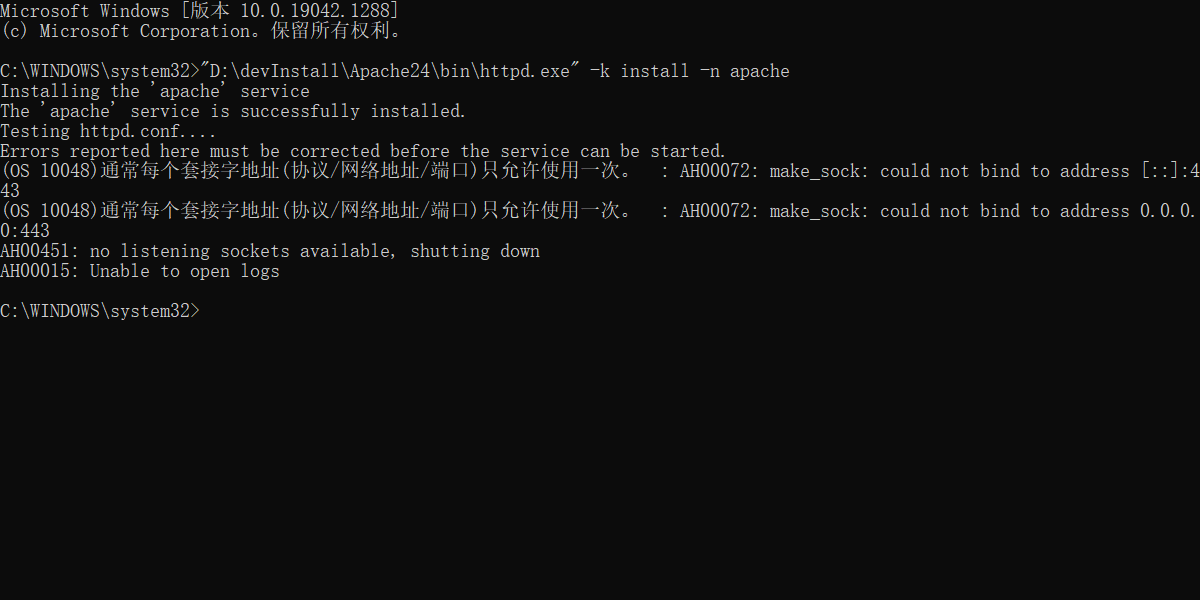 Microsoft Windows [版本 10.0.19042.1288]
(c) Microsoft Corporation。保留所有权利。
C:\WINDOWS\system32>"D:\devInstall\Apache24\bin\httpd.exe" -k install -n apache
Installing the 'apache' service
The 'apache' service is successfully installed.
Testing httpd.conf....
Errors reported here must be corrected before the service can be started.
(OS 10048)通常每个套接字地址(协议/网络地址/端口)只允许使用一次。  : AH00072: make_sock: could not bind to address [::]:4
43
(OS 10048)通常每个套接字地址(协议/网络地址/端口)只允许使用一次。  : AH00072: make_sock: could not bind to address 0.0.0.
0:443
AH00451: no listening sockets available, shutting down
AH00015: Unable to open logs
C:\WINDOWS\system32>